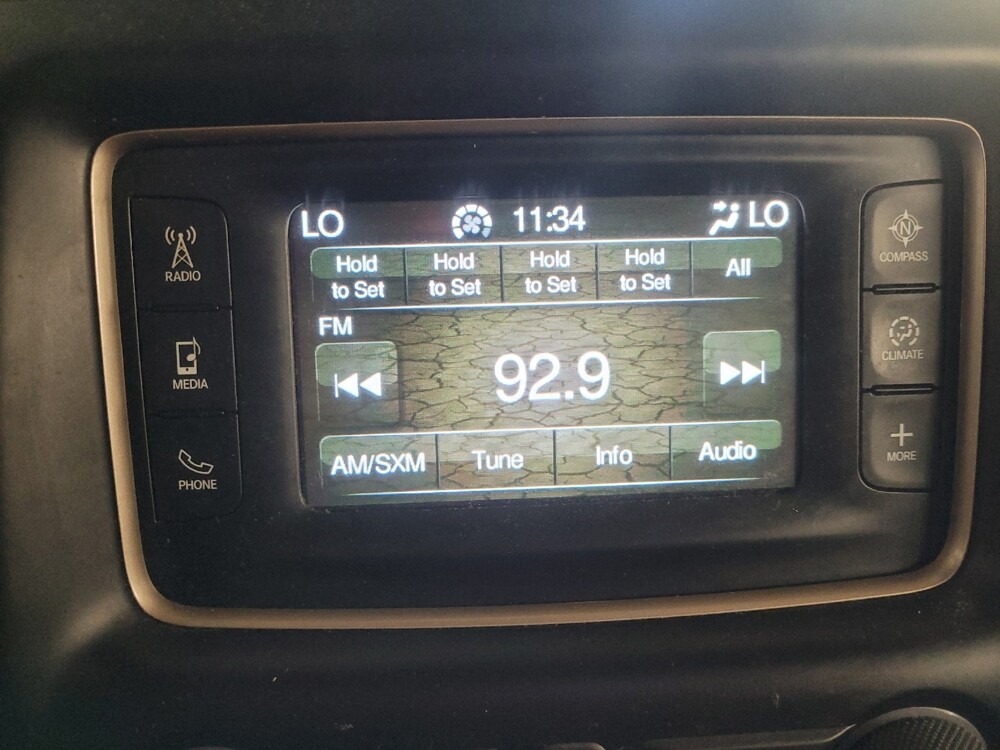 LO 11:34 LO
Hold to Set
Hold to Set
Hold to Set
Hold to Set
All
FM
92.9
AM/SXM Tune Info Audio
RADIO
MEDIA
PHONE
N
COMPASS
CLIMATE
MORE